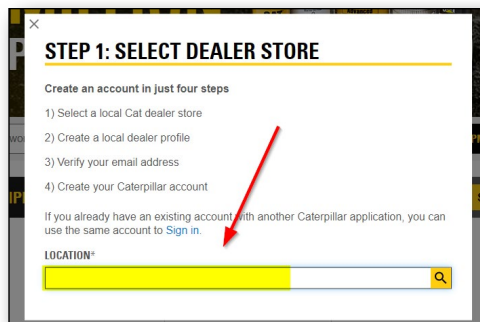 STEP 1: SELECT DEALER STORE
Create an account in just four steps
1) Select a local Cat dealer store
2) Create a local dealer profile
3) Verify your email address
4) Create your Caterpillar account
If you already have an existing account with another Caterpillar application, you can
use the same account to Sign in.
LOCATION*